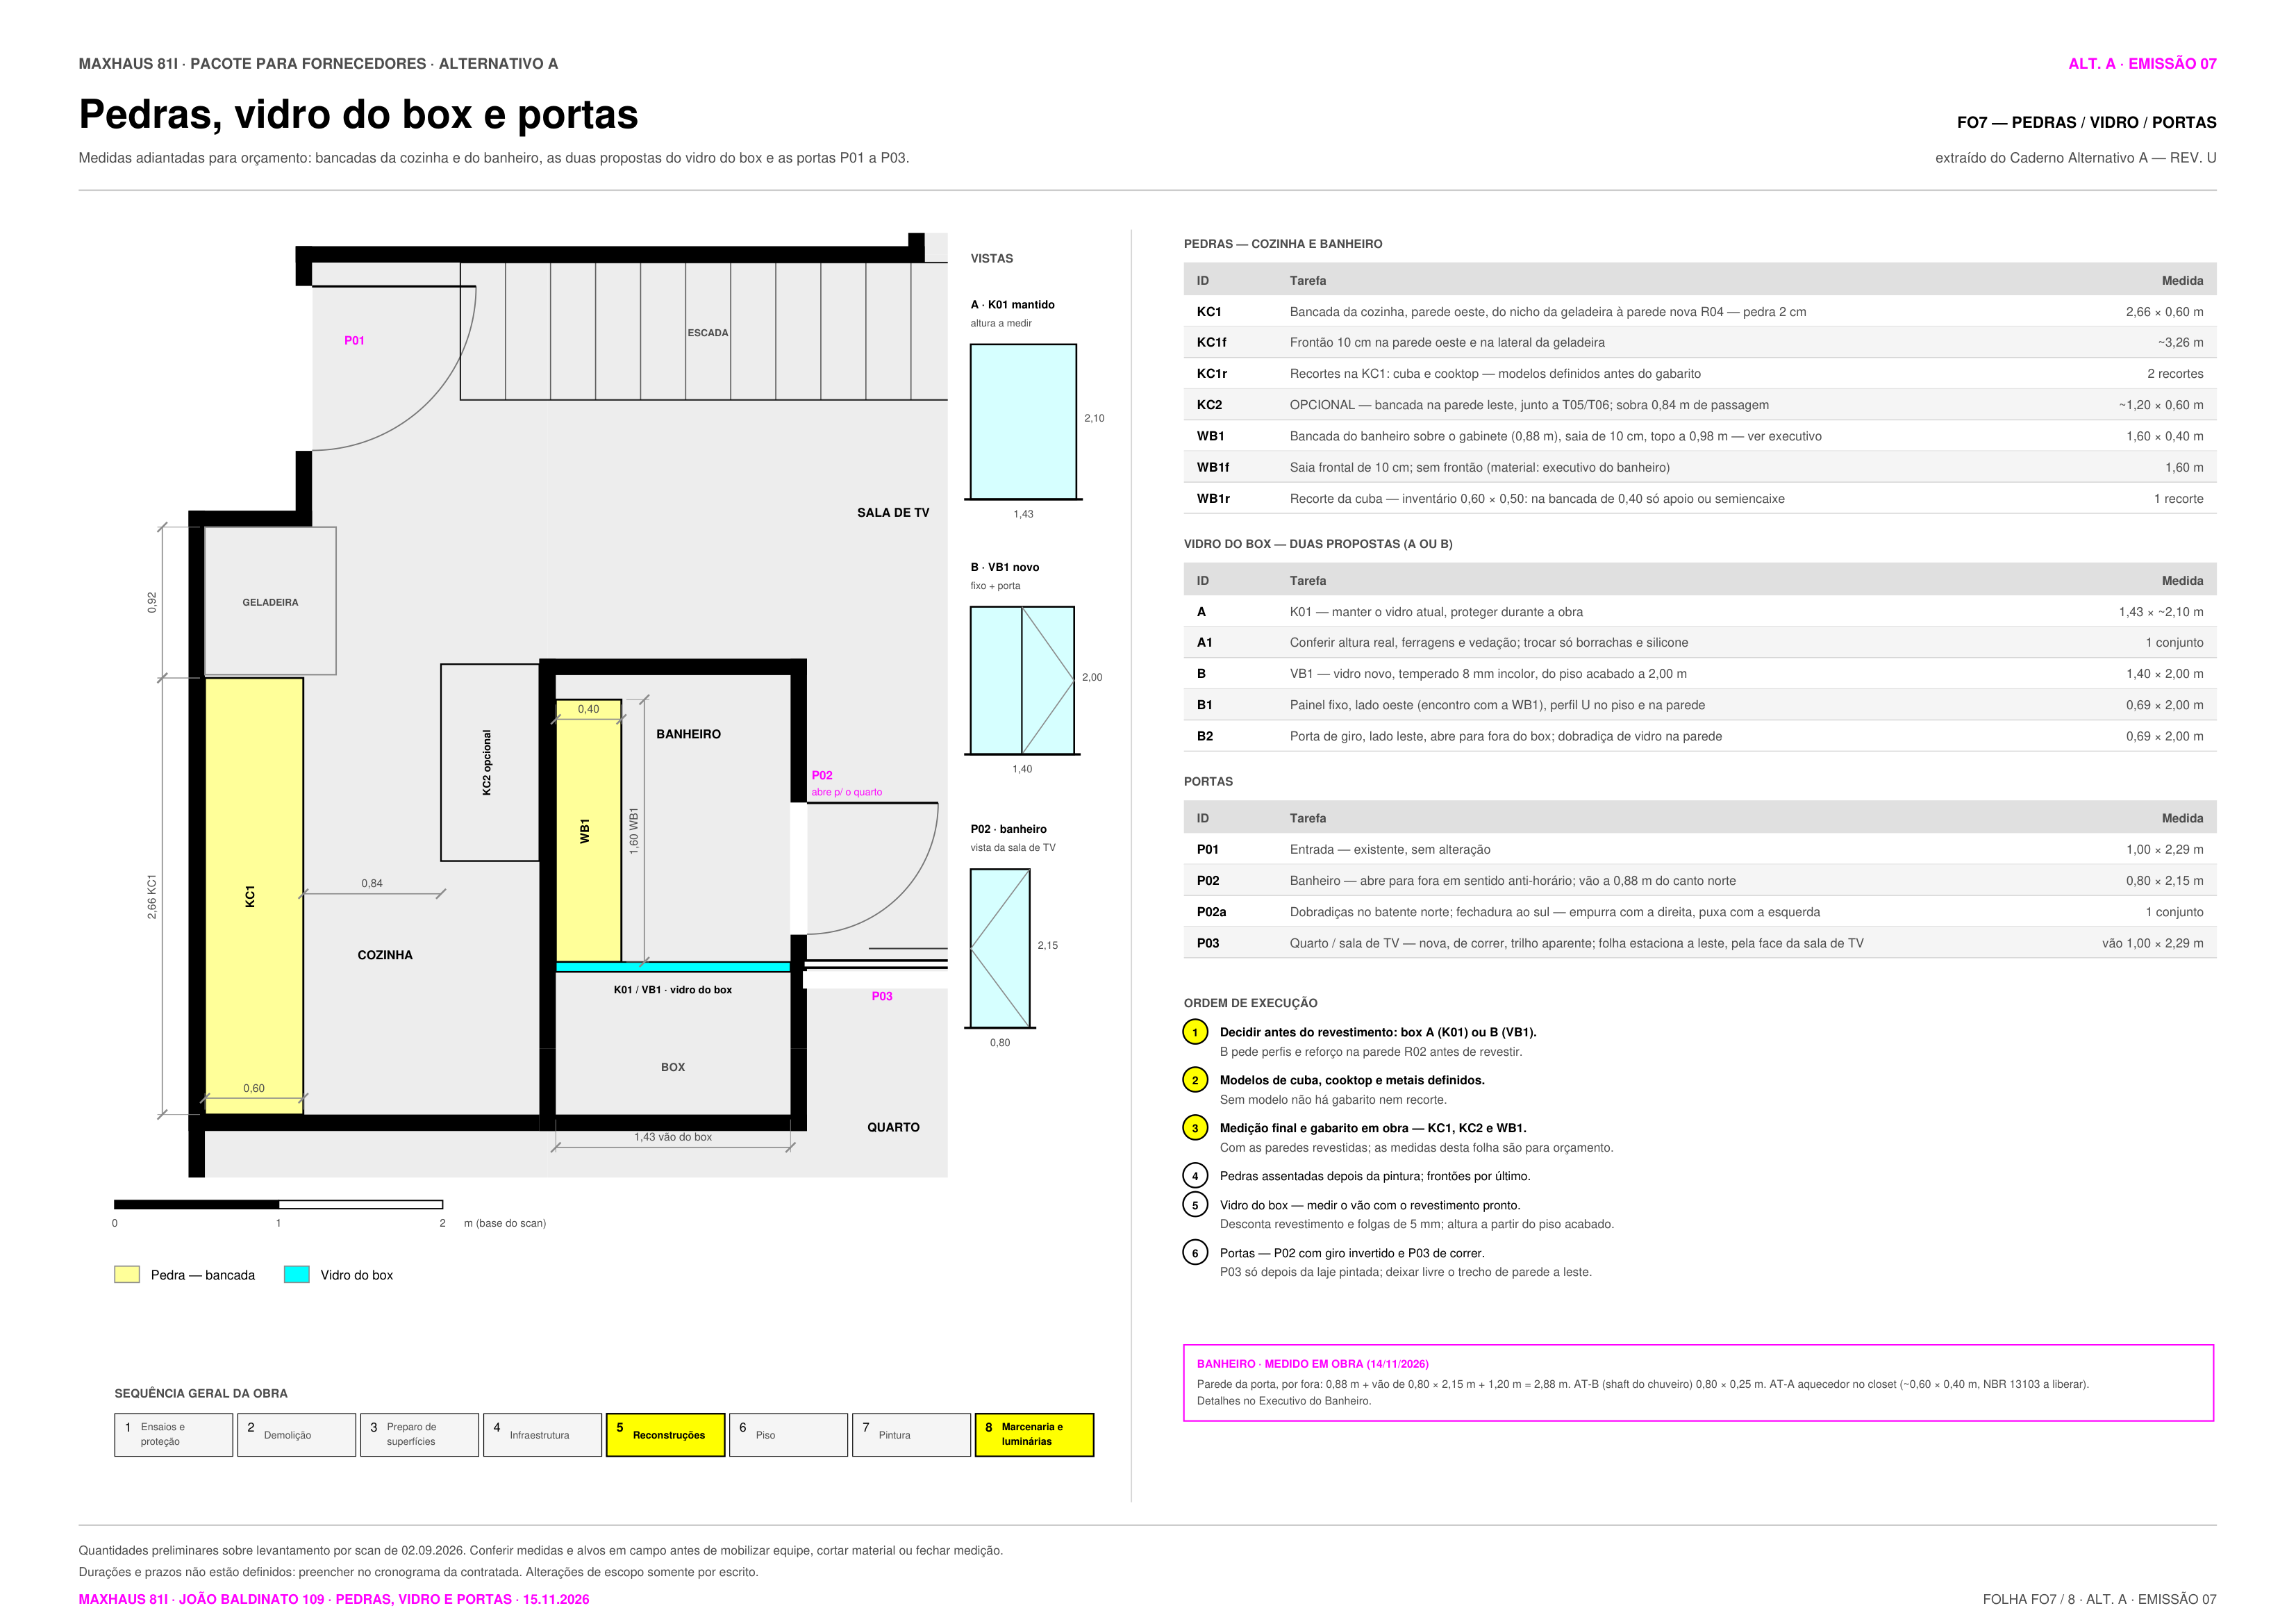 MAXHAUS 81I · PACOTE PARA FORNECEDORES · ALTERNATIVO A
ALT. A · EMISSÃO 07
Pedras, vidro do box e portas
FO7 — PEDRAS / VIDRO / PORTAS
Medidas adiantadas para orçamento: bancadas da cozinha e do banheiro, as duas propostas do vidro do box e as portas P01 a P03.
extraído do Caderno Alternativo A — REV. U
P01
ESCADA
SALA DE TV
0,92
GELADEIRA
KC2 opcional
0,40
BANHEIRO
WB1
1,60 WB1
P02
abre p/ o quarto
2,66 KC1
KC1
0,84
COZINHA
K01 / VB1 · vidro do box
P03
BOX
0,60
1,43 vão do box
QUARTO
0
1
2
m (base do scan)
Pedra — bancada
Vidro do box
VISTAS
A · K01 mantido
altura a medir
2,10
1,43
B · VB1 novo
fixo + porta
2,00
1,40
P02 · banheiro
vista da sala de TV
2,15
0,80
SEQUÊNCIA GERAL DA OBRA
1 Ensaios e
proteção
2 Demolição
3 Preparo de
superfícies
4 Infraestrutura
5 Reconstruções
6 Piso
7 Pintura
8 Marcenaria e
luminárias
PEDRAS — COZINHA E BANHEIRO
ID Tarefa Medida
KC1 Bancada da cozinha, parede oeste, do nicho da geladeira à parede nova R04 — pedra 2 cm 2,66 × 0,60 m
KC1f Frontão 10 cm na parede oeste e na lateral da geladeira ~3,26 m
KC1r Recortes na KC1: cuba e cooktop — modelos definidos antes do gabarito 2 recortes
KC2 OPCIONAL — bancada na parede leste, junto a T05/T06; sobra 0,84 m de passagem ~1,20 × 0,60 m
WB1 Bancada do banheiro sobre o gabinete (0,88 m), saia de 10 cm, topo a 0,98 m — ver executivo 1,60 × 0,40 m
WB1f Saia frontal de 10 cm; sem frontão (material: executivo do banheiro) 1,60 m
WB1r Recorte da cuba — inventário 0,60 × 0,50: na bancada de 0,40 só apoio ou semiencaixe 1 recorte
VIDRO DO BOX — DUAS PROPOSTAS (A OU B)
ID Tarefa Medida
A K01 — manter o vidro atual, proteger durante a obra 1,43 × ~2,10 m
A1 Conferir altura real, ferragens e vedação; trocar só borrachas e silicone 1 conjunto
B VB1 — vidro novo, temperado 8 mm incolor, do piso acabado a 2,00 m 1,40 × 2,00 m
B1 Painel fixo, lado oeste (encontro com a WB1), perfil U no piso e na parede 0,69 × 2,00 m
B2 Porta de giro, lado leste, abre para fora do box; dobradiça de vidro na parede 0,69 × 2,00 m
PORTAS
ID Tarefa Medida
P01 Entrada — existente, sem alteração 1,00 × 2,29 m
P02 Banheiro — abre para fora em sentido anti-horário; vão a 0,88 m do canto norte 0,80 × 2,15 m
P02a Dobradiças no batente norte; fechadura ao sul — empurra com a direita, puxa com a esquerda 1 conjunto
P03 Quarto / sala de TV — nova, de correr, trilho aparente; folha estaciona a leste, pela face da sala de TV vão 1,00 × 2,29 m
ORDEM DE EXECUÇÃO
1 Decidir antes do revestimento: box A (K01) ou B (VB1).
B pede perfis e reforço na parede R02 antes de revestir.
2 Modelos de cuba, cooktop e metais definidos.
Sem modelo não há gabarito nem recorte.
3 Medição final e gabarito em obra — KC1, KC2 e WB1.
Com as paredes revestidas; as medidas desta folha são para orçamento.
4 Pedras assentadas depois da pintura; frontões por último.
5 Vidro do box — medir o vão com o revestimento pronto.
Desconta revestimento e folgas de 5 mm; altura a partir do piso acabado.
6 Portas — P02 com giro invertido e P03 de correr.
P03 só depois da laje pintada; deixar livre o trecho de parede a leste.
BANHEIRO · MEDIDO EM OBRA (14/11/2026)
Parede da porta, por fora: 0,88 m + vão de 0,80 × 2,15 m + 1,20 m = 2,88 m. AT-B (shaft do chuveiro) 0,80 × 0,25 m. AT-A aquecedor no closet (~0,60 × 0,40 m, NBR 13103 a liberar).
Detalhes no Executivo do Banheiro.
Quantidades preliminares sobre levantamento por scan de 02.09.2026. Conferir medidas e alvos em campo antes de mobilizar equipe, cortar material ou fechar medição.
Durações e prazos não estão definidos: preencher no cronograma da contratada. Alterações de escopo somente por escrito.
MAXHAUS 81I · JOÃO BALDINATO 109 · PEDRAS, VIDRO E PORTAS · 15.11.2026
FOLHA FO7 / 8 · ALT. A · EMISSÃO 07